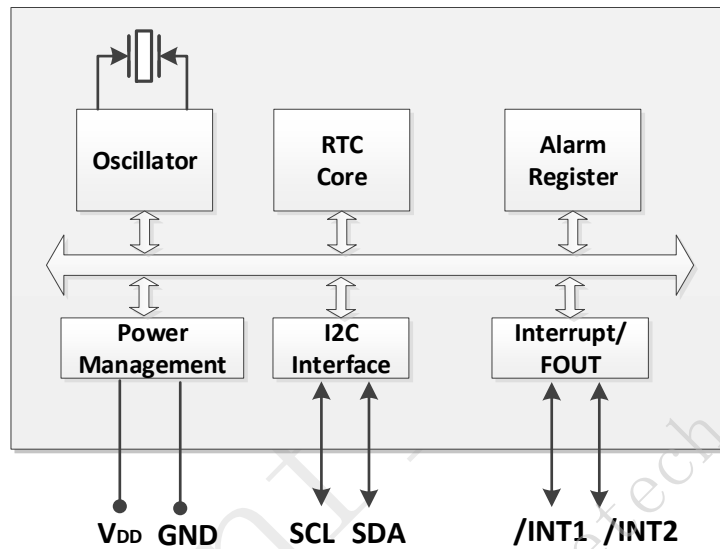 Oscillator
RTC
Core
Alarm
Register
Power
Management
I2C
Interface
Interrupt/
FOUT
VDD
GND
SCL
SDA
/INT1
/INT2